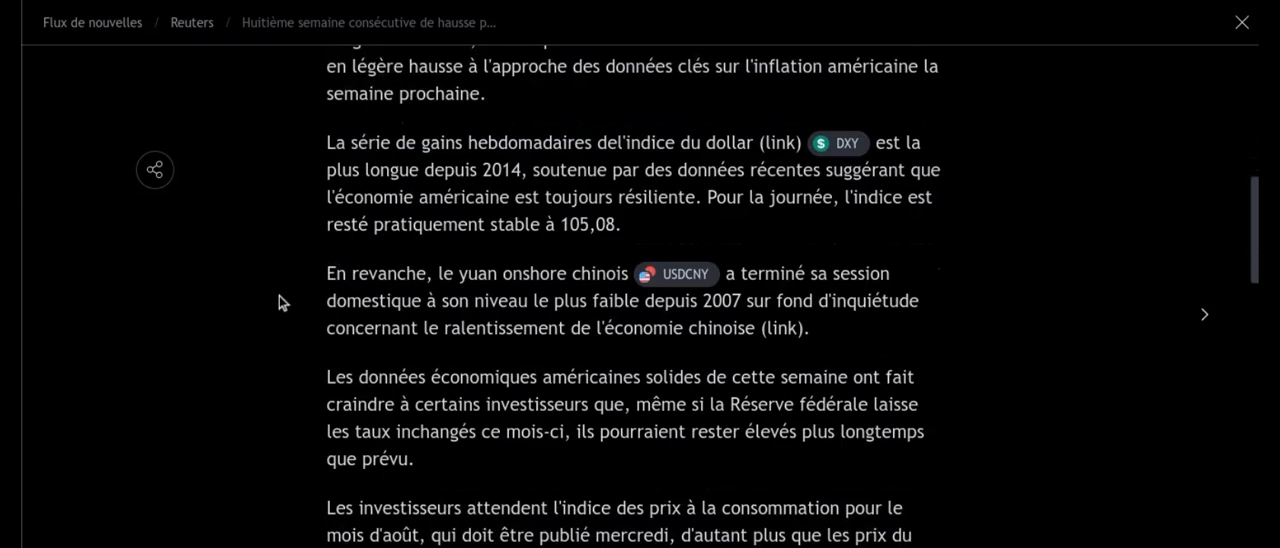 Flux de nouvelles / Reuters / Huitième semaine consécutive de hausse p...
en légère hausse à l'approche des données clés sur l'inflation américaine la
semaine prochaine.
La série de gains hebdomadaires del'indice du dollar (link) $ DXY est la
plus longue depuis 2014, soutenue par des données récentes suggérant que
l'économie américaine est toujours résiliente. Pour la journée, l'indice est
resté pratiquement stable à 105,08.
En revanche, le yuan onshore chinois USDCNY a terminé sa session
domestique à son niveau le plus faible depuis 2007 sur fond d'inquiétude
concernant le ralentissement de l'économie chinoise (link).
Les données économiques américaines solides de cette semaine ont fait
craindre à certains investisseurs que, même si la Réserve fédérale laisse
les taux inchangés ce mois-ci, ils pourraient rester élevés plus longtemps
que prévu.
Les investisseurs attendent l'indice des prix à la consommation pour le
mois d'août, qui doit être publié mercredi, d'autant plus que les prix du